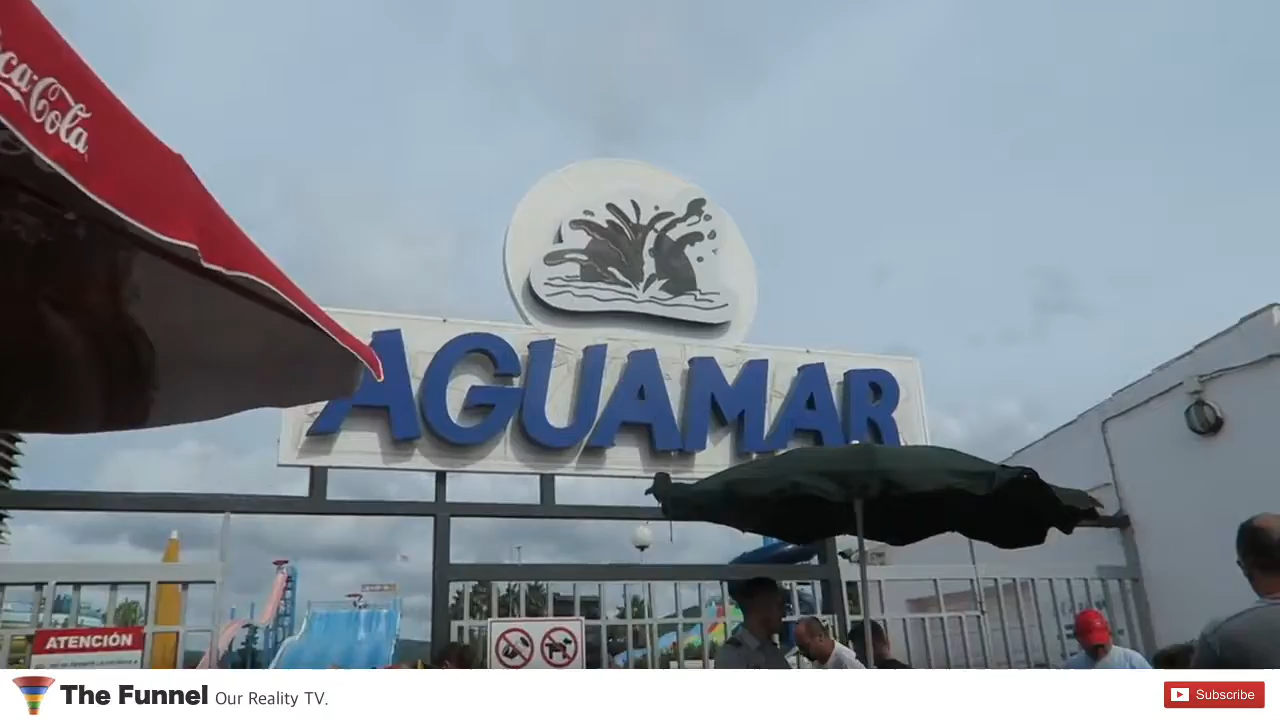 Coca-Cola
AGUAMAR
ATENCIÓN
The Funnel Our Reality TV.
Subscribe